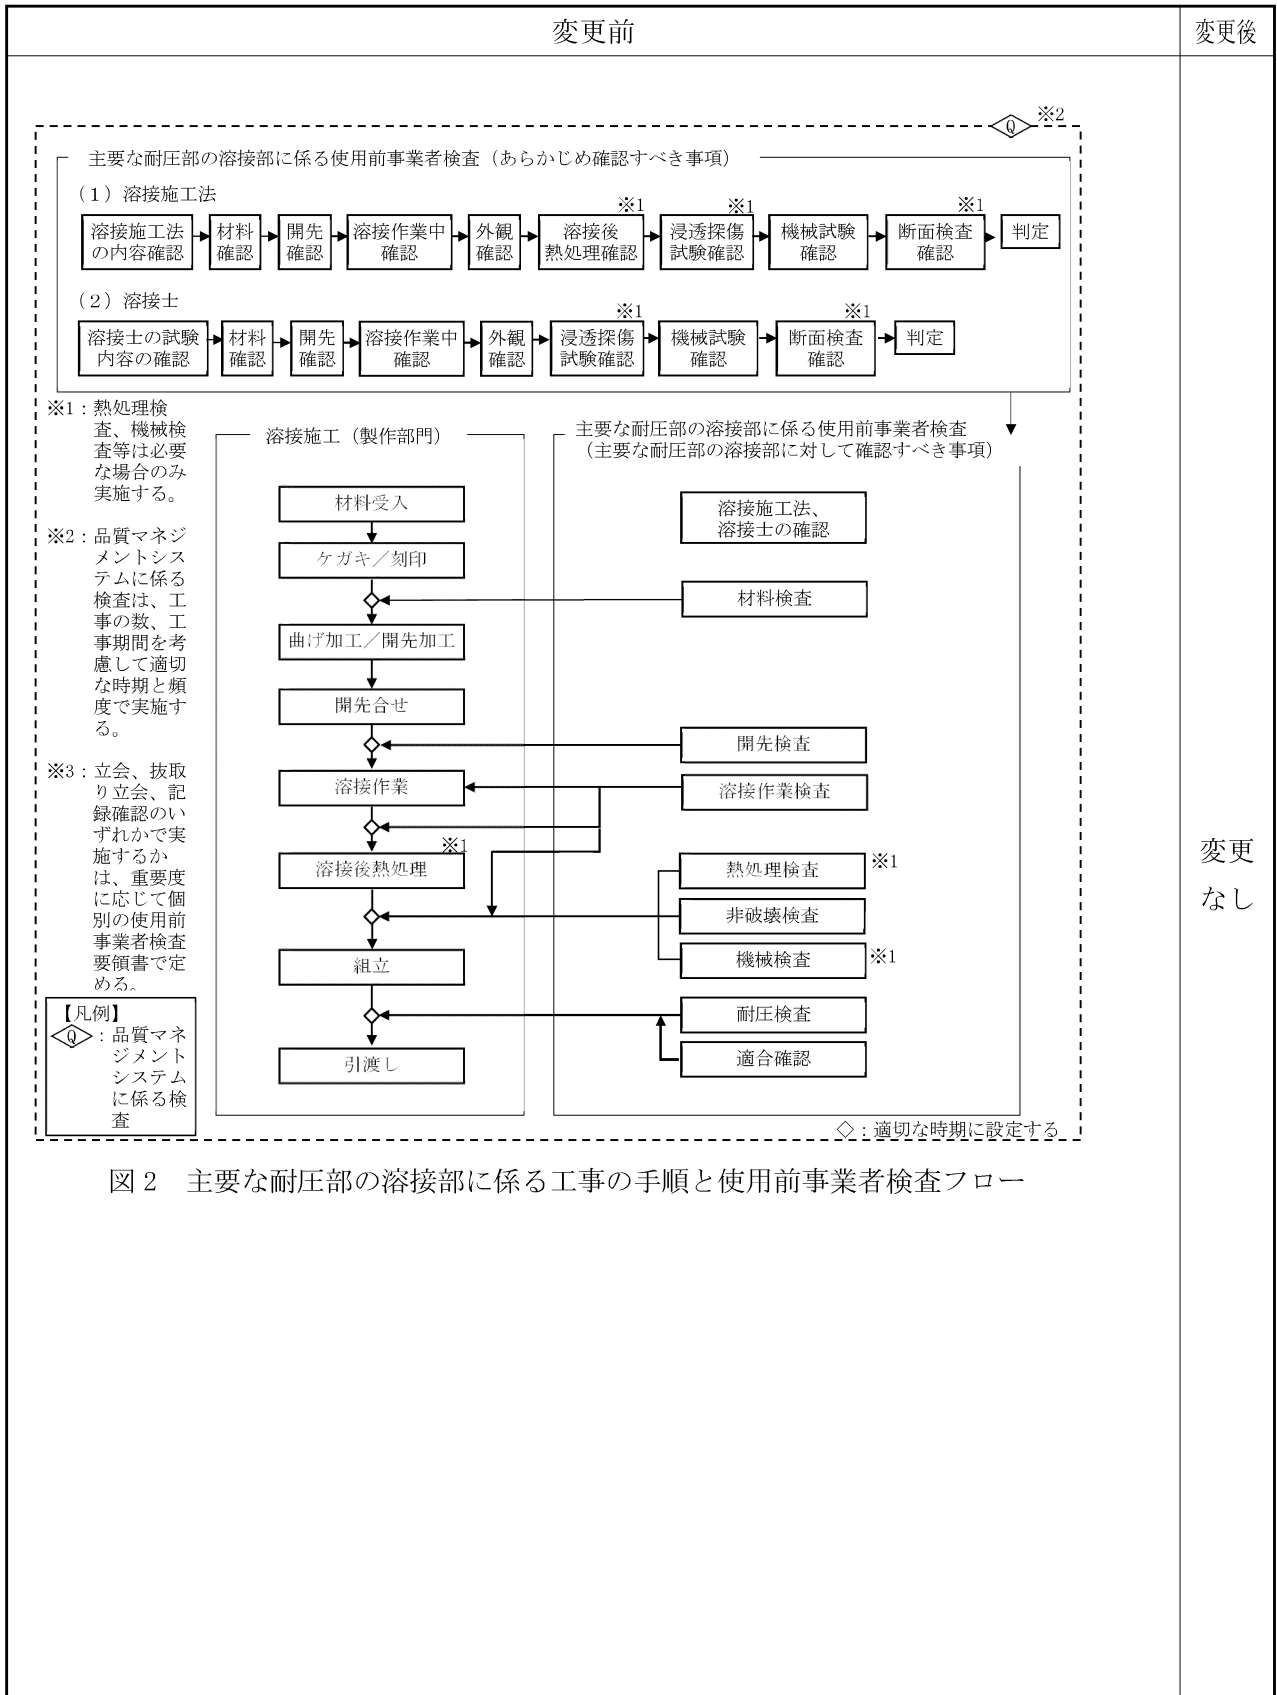 変更前
変更後
Q
※2
主要な耐圧部の溶接部に係る使用前事業者検査（あらかじめ確認すべき事項）
（1）溶接施工法
※1
※1
※1
溶接施工法
の内容確認
材料
確認
開先
確認
溶接作業中
確認
外観
確認
溶接後
熱処理確認
浸透探傷
試験確認
機械試験
確認
断面検査
確認
判定
（2）溶接士
※1
※1
溶接士の試験
内容の確認
材料
確認
開先
確認
溶接作業中
確認
外観
確認
浸透探傷
試験確認
機械試験
確認
断面検査
確認
判定
※1：熱処理検
査、機械検
査等は必要
な場合のみ
実施する。
※2：品質マネジ
メントシス
テムに係る
検査は、工
事の数、工
事期間を考
慮して適切
な時期と頻
度で実施す
る。
※3：立会、抜取
り立会、記
録確認のい
ずれかで実
施するか
は、重要度
に応じて個
別の使用前
事業者検査
要領書で定
める。
【凡例】
Q：品質マネ
ジメント
システム
に係る検
査
溶接施工（製作部門）
材料受入
ケガキ／刻印
曲げ加工／開先加工
開先合せ
溶接作業
※1
溶接後熱処理
組立
引渡し
主要な耐圧部の溶接部に係る使用前事業者検査
（主要な耐圧部の溶接部に対して確認すべき事項）
溶接施工法、
溶接士の確認
材料検査
開先検査
溶接作業検査
熱処理検査
※1
非破壊検査
機械検査
※1
耐圧検査
適合確認
◇：適切な時期に設定する
図2　主要な耐圧部の溶接部に係る工事の手順と使用前事業者検査フロー
変更
なし